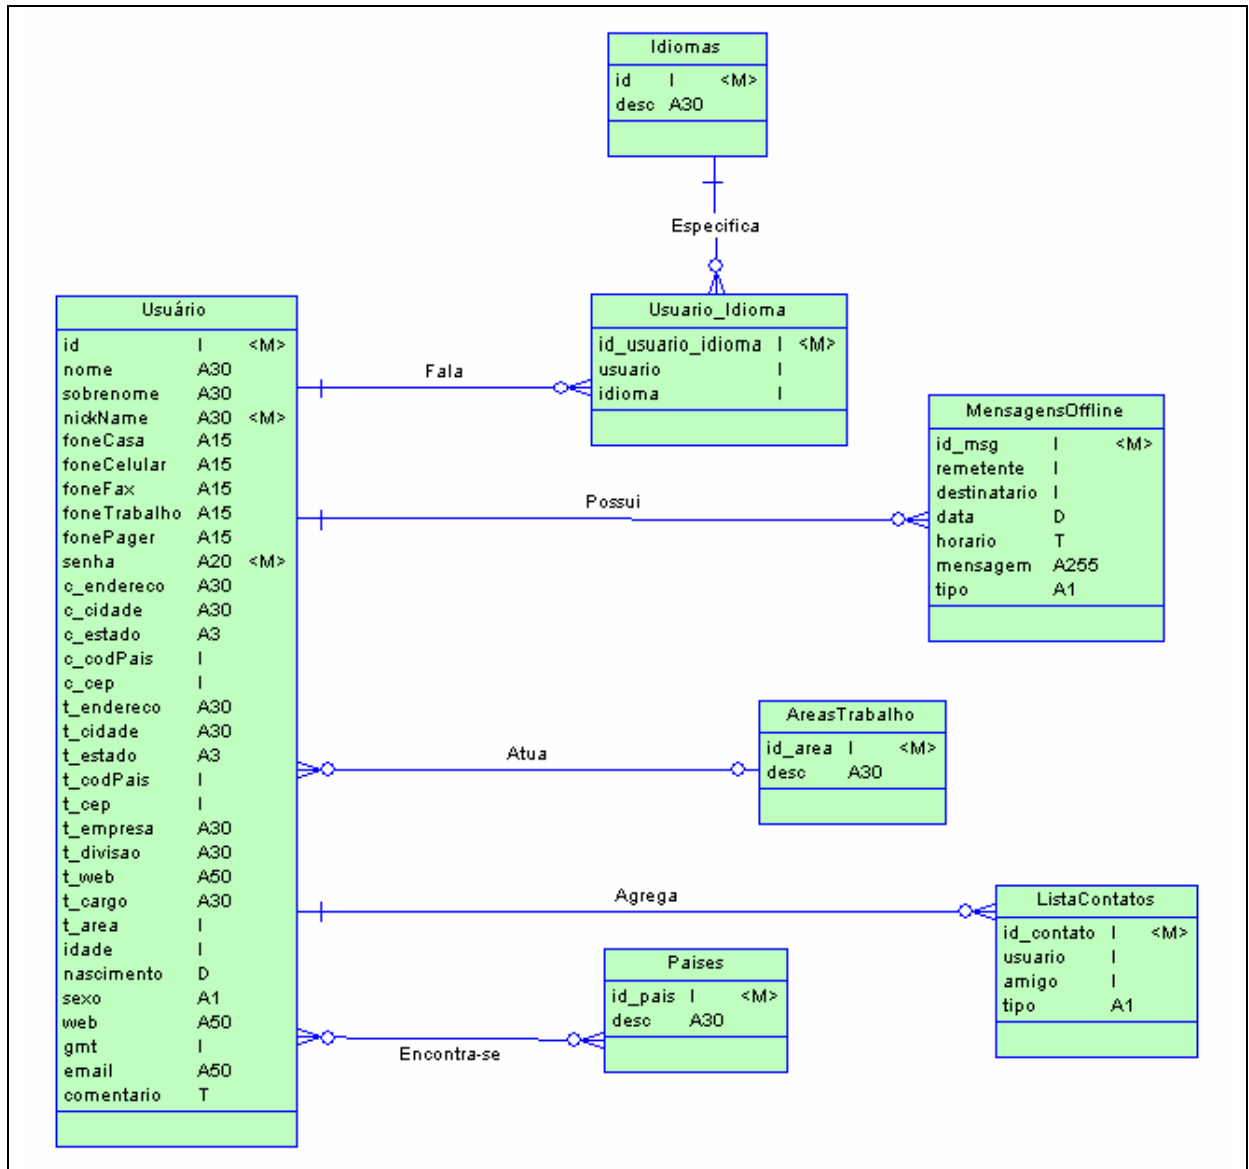 Idiomas
id I <M>
desc A30
Especifica
Usuario_Idioma
id_usuario_idioma I <M>
usuario I
idioma I
Fala
Usuário
id I <M>
nome A30
sobrenome A30
nickName A30 <M>
foneCasa A15
foneCelular A15
foneFax A15
foneTrabalho A15
fonePager A15
senha A20 <M>
c_endereco A30
c_cidade A30
c_estado A3
c_codPais I
c_cep I
t_endereco A30
t_cidade A30
t_estado A3
t_codPais I
t_cep I
t_empresa A30
t_divisao A30
t_web A50
t_cargo A30
t_area I
idade I
nascimento D
sexo A1
web A50
gmt I
email A50
comentario T
Possui
MensagensOffline
id_msg I <M>
remetente I
destinatario I
data D
horario T
mensagem A255
tipo A1
Atua
AreasTrabalho
id_area I <M>
desc A30
Agrega
ListaContatos
id_contato I <M>
usuario I
amigo I
tipo A1
Encontra-se
Paises
id_pais I <M>
desc A30